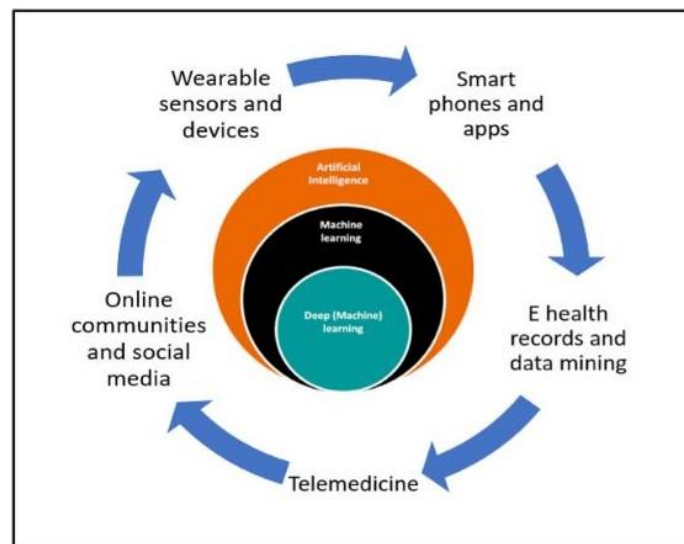 Wearable
sensors and
devices
Smart
phones and
apps
Artificial
Intelligence
Machine
learning
Deep (Machine)
learning
Online
communities
and social
media
E health
records and
data mining
Telemedicine